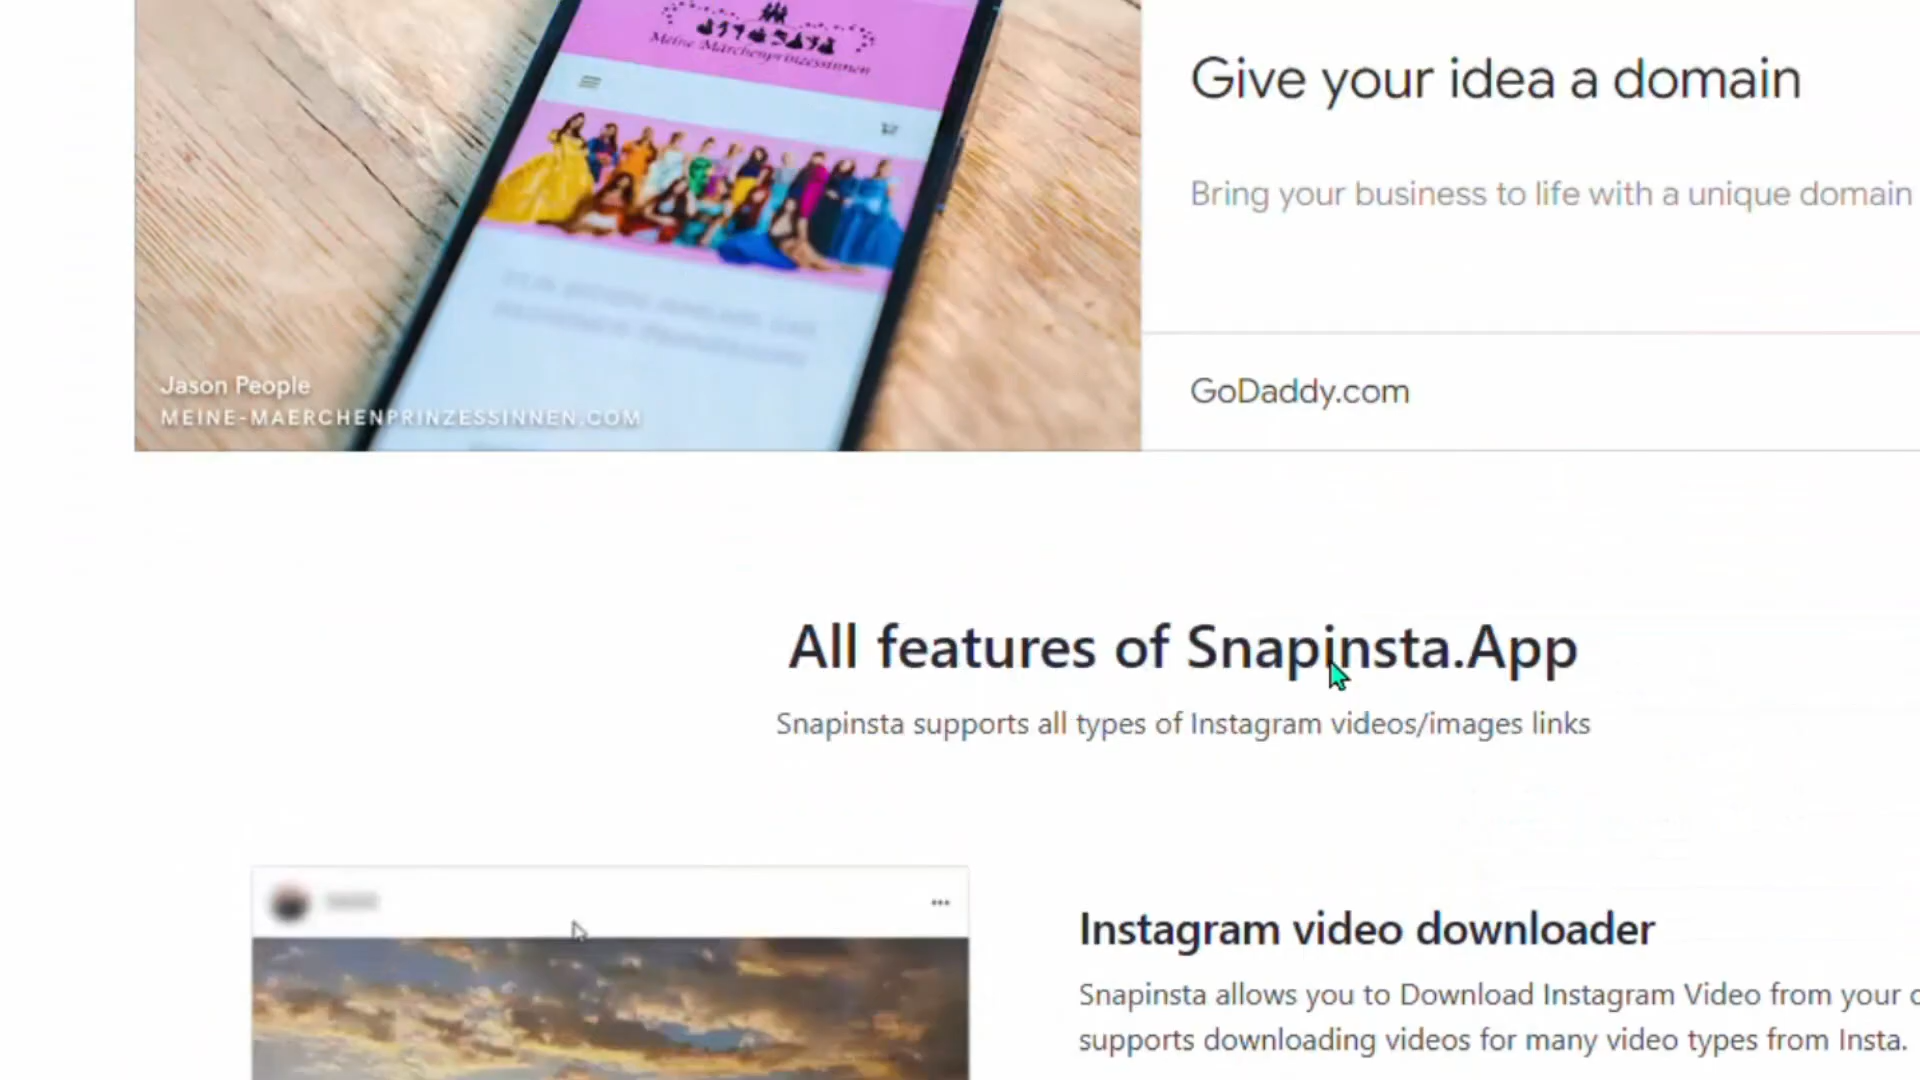 Meine Märchenprinzessinnen
Give your idea a domain
Bring your business to life with a unique domain
Jason People
MEINE-MAERCHENPRINZESSINNEN.COM
GoDaddy.com
All features of Snapinsta.App
Snapinsta supports all types of Instagram videos/images links
Instagram video downloader
Snapinsta allows you to Download Instagram Video from your
supports downloading videos for many video types from Insta.